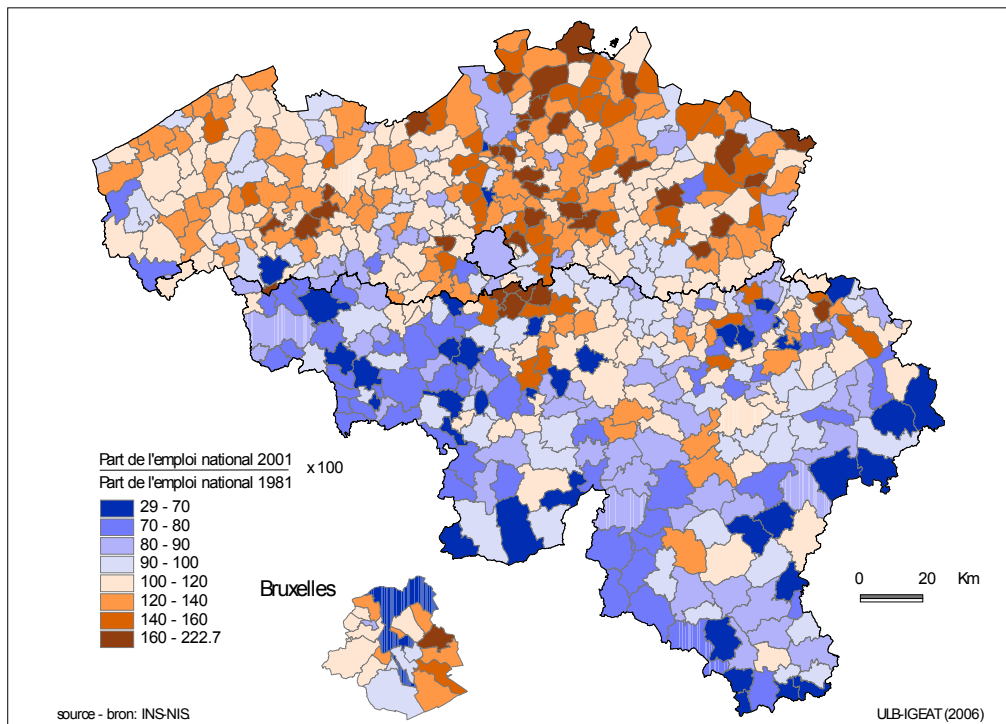 Part de l'emploi national 2001
x 100
Part de l'emploi national 1981
29 - 70
70 - 80
80 - 90
90 - 100
100 - 120
120 - 140
140 - 160
160 - 222.7
Bruxelles
0 20 Km
source - bron: INS-NIS.
ULB-IGEAT (2006)